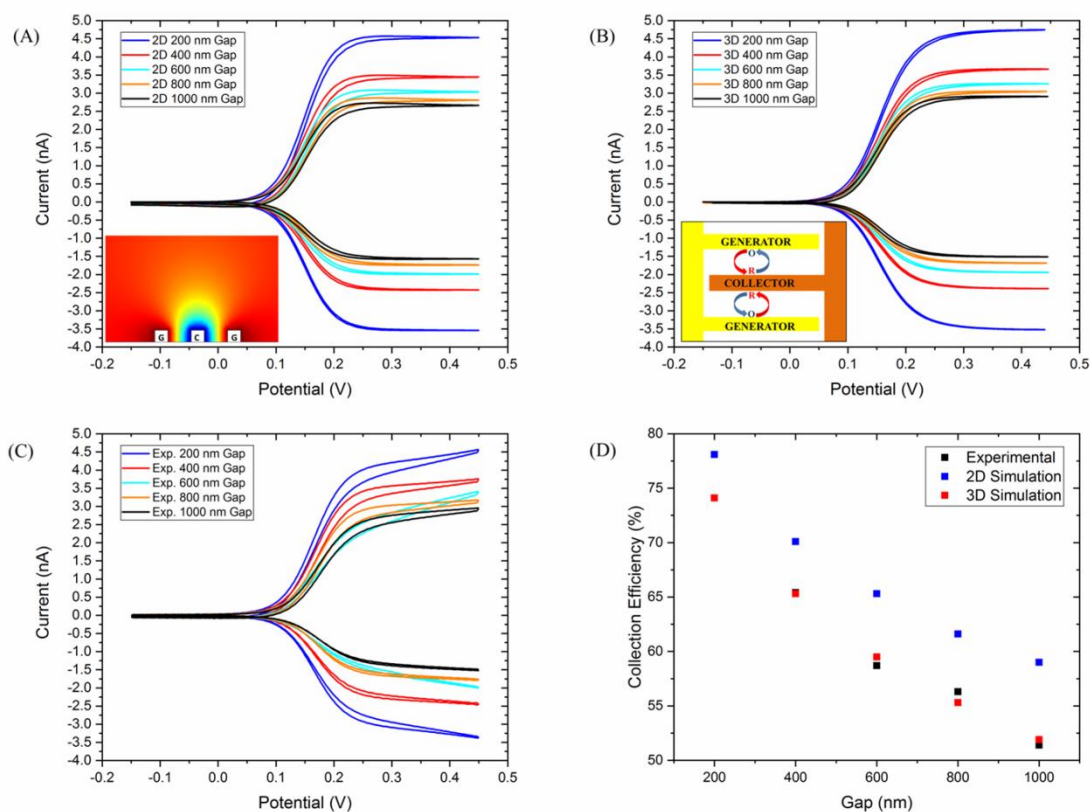 (A)
5.0
4.5
4.0
3.5
3.0
2.5
2.0
1.5
1.0
0.5
0.0
-0.5
-1.0
-1.5
-2.0
-2.5
-3.0
-3.5
-4.0
Current (nA)
2D 200 nm Gap
2D 400 nm Gap
2D 600 nm Gap
2D 800 nm Gap
2D 1000 nm Gap
G C G
-0.2 -0.1 0.0 0.1 0.2 0.3 0.4 0.5
Potential (V)
(B)
5.0
4.5
4.0
3.5
3.0
2.5
2.0
1.5
1.0
0.5
0.0
-0.5
-1.0
-1.5
-2.0
-2.5
-3.0
-3.5
-4.0
Current (nA)
3D 200 nm Gap
3D 400 nm Gap
3D 600 nm Gap
3D 800 nm Gap
3D 1000 nm Gap
GENERATOR
O
R
COLLECTOR
R
O
GENERATOR
-0.2 -0.1 0.0 0.1 0.2 0.3 0.4 0.5
Potential (V)
(C)
5.0
4.5
4.0
3.5
3.0
2.5
2.0
1.5
1.0
0.5
0.0
-0.5
-1.0
-1.5
-2.0
-2.5
-3.0
-3.5
-4.0
Current (nA)
Exp. 200 nm Gap
Exp. 400 nm Gap
Exp. 600 nm Gap
Exp. 800 nm Gap
Exp. 1000 nm Gap
-0.2 -0.1 0.0 0.1 0.2 0.3 0.4 0.5
Potential (V)
(D)
80
75
70
65
60
55
50
Collection Efficiency (%)
Experimental
2D Simulation
3D Simulation
200 400 600 800 1000
Gap (nm)